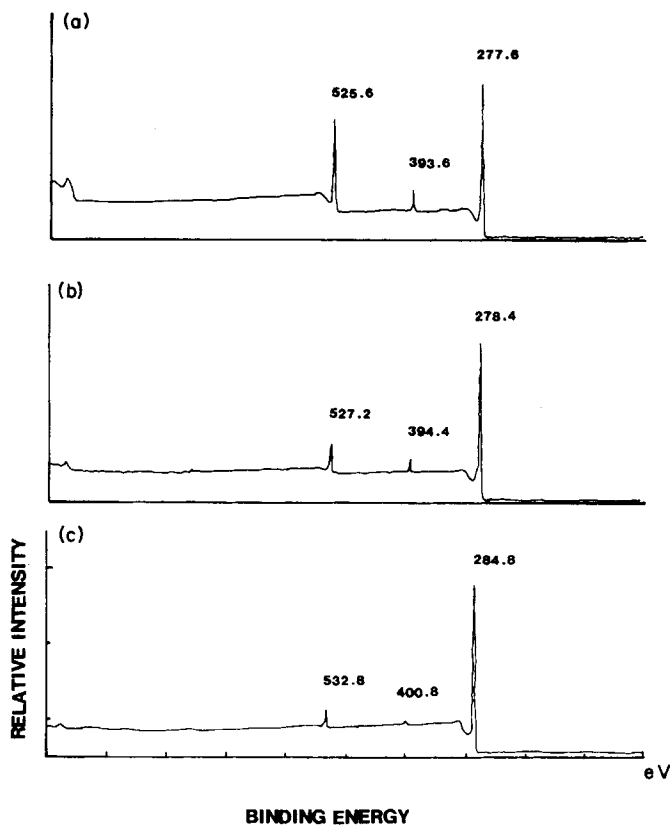 (a)
277.6
525.6
393.6
(b)
278.4
527.2
394.4
(c)
284.8
532.8
400.8
RELATIVE INTENSITY
eV
BINDING ENERGY